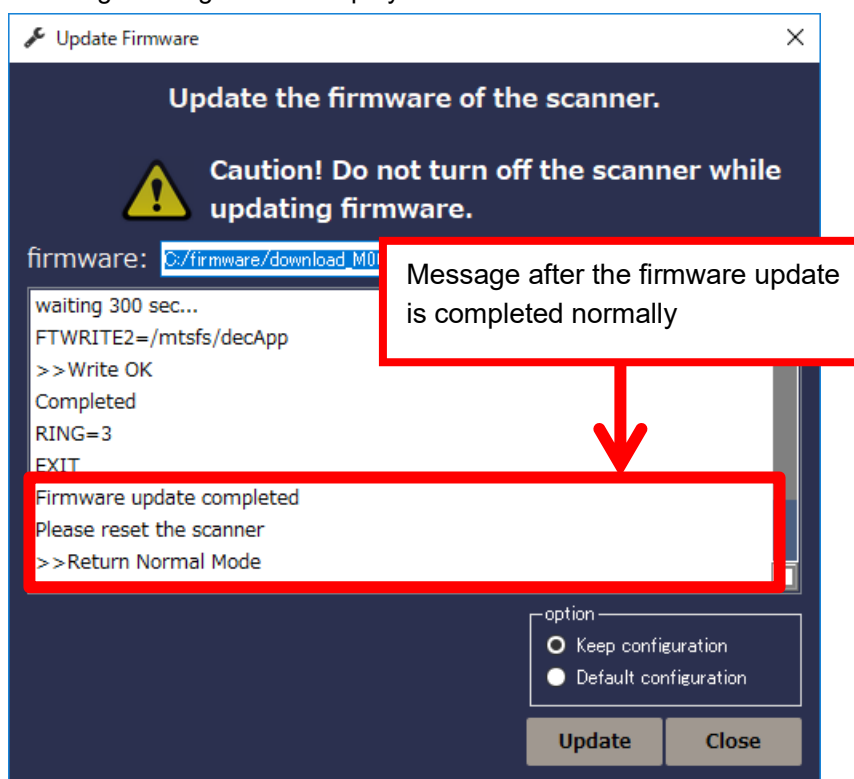 Update Firmware
Update the firmware of the scanner.
Caution! Do not turn off the scanner while
updating firmware.
firmware: C:/firmware/download_M0
Message after the firmware update
is completed normally
waiting 300 sec...
FTWRITE2=/mtsfs/decApp
>>Write OK
Completed
RING=3
EXIT
Firmware update completed
Please reset the scanner
>>Return Normal Mode
option
Keep configuration
Default configuration
Update Close